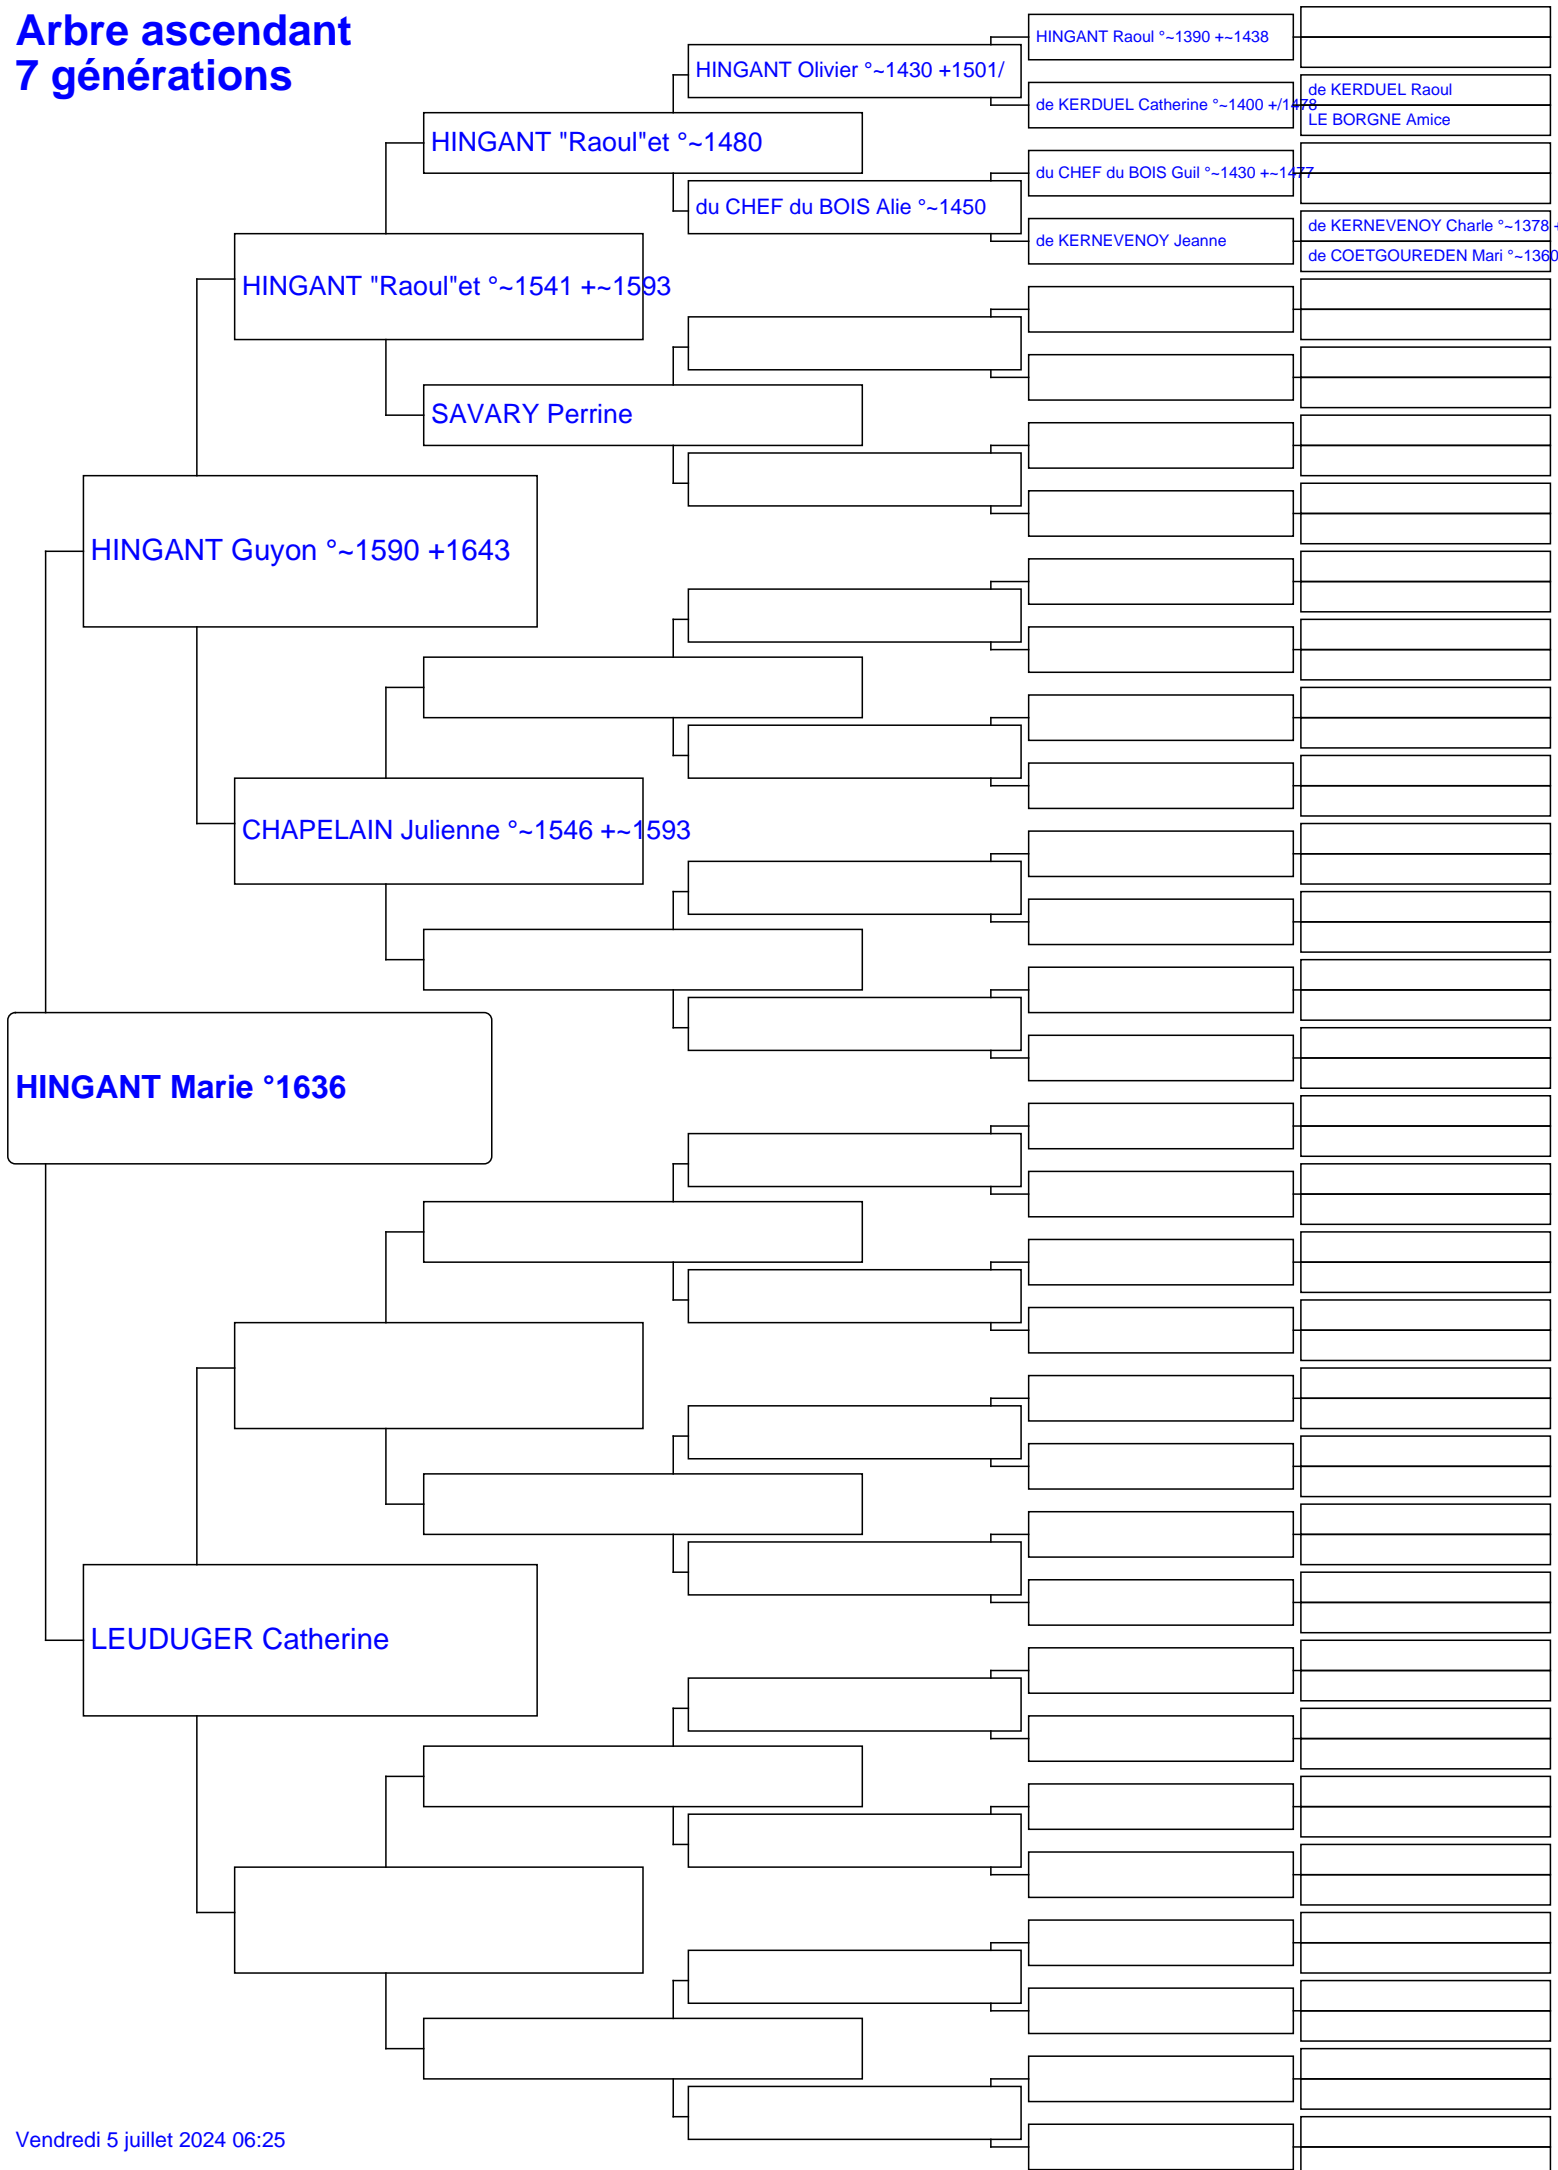 Arbre ascendant
7 générations
HINGANT Raoul °~1390 +~1438
HINGANT Olivier °~1430 +1501/
de KERDUEL Raoul
de KERDUEL Catherine °~1400 +/1478
LE BORGNE Amice
HINGANT "Raoul"et °~1480
du CHEF du BOIS Guil °~1430 +~1477
du CHEF du BOIS Alie °~1450
de KERNEVENOY Charle °~1378 +
de KERNEVENOY Jeanne
de COETGOUREDEN Mari °~1360
HINGANT "Raoul"et °~1541 +~1593
SAVARY Perrine
HINGANT Guyon °~1590 +1643
CHAPELAIN Julienne °~1546 +~1593
HINGANT Marie °1636
LEUDUGER Catherine
Vendredi 5 juillet 2024 06:25